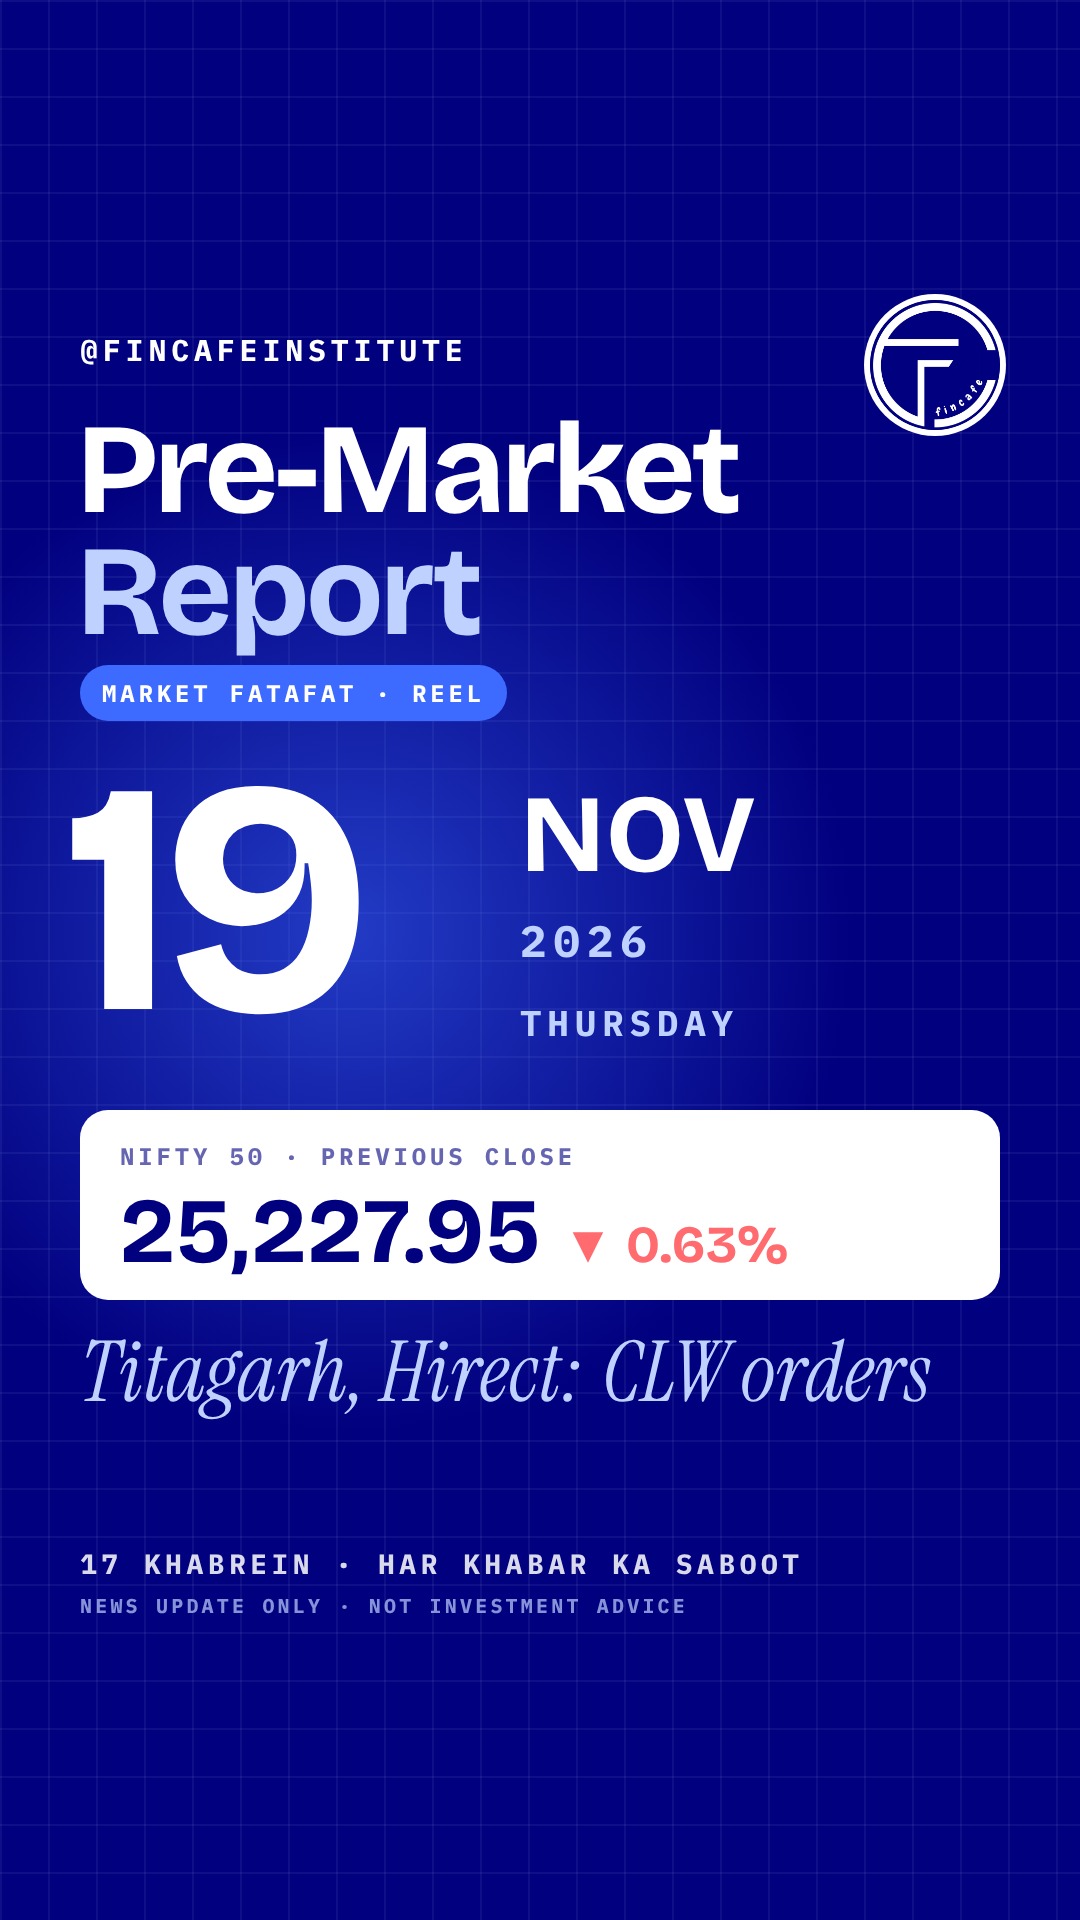 @FINCAFEINSTITUTE
fincafe
Pre-Market
Report
MARKET FATAFAT · REEL
19
NOV
2026
THURSDAY
NIFTY 50 · PREVIOUS CLOSE
25,227.95 ▼ 0.63%
Titagarh, Hirect: CLW orders
17 KHABREIN · HAR KHABAR KA SABOOT
NEWS UPDATE ONLY · NOT INVESTMENT ADVICE